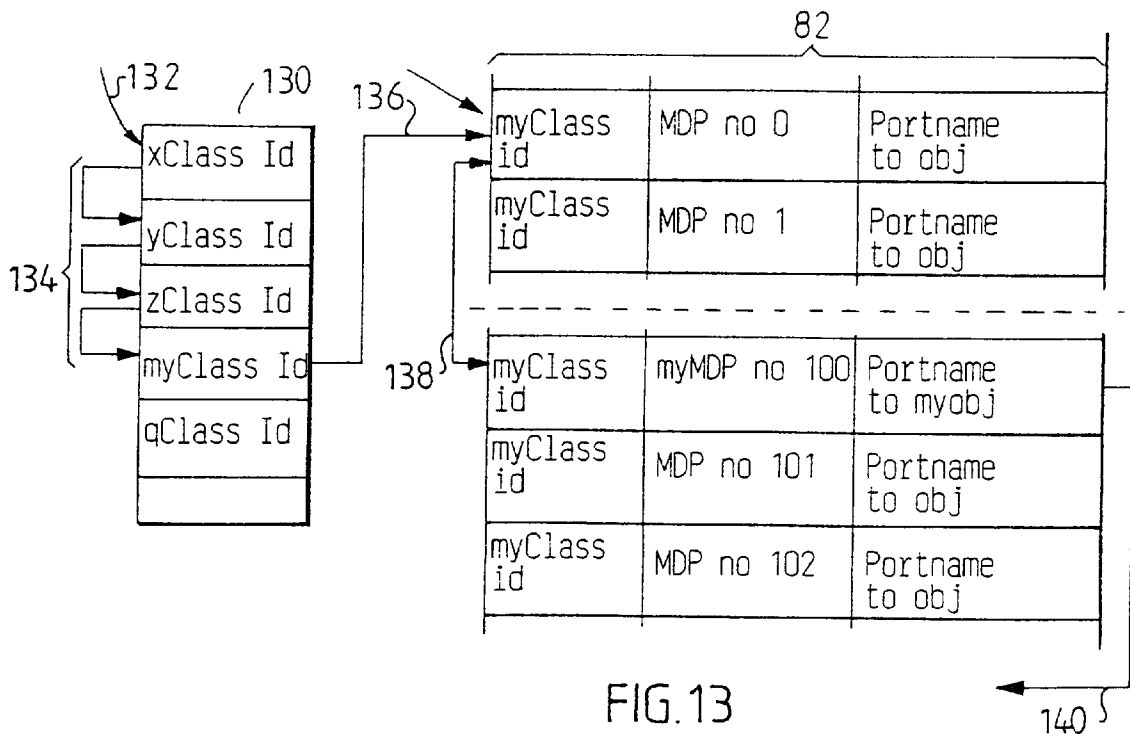 82
132
130
136
xClass Id
yClass Id
134
zClass Id
myClass Id
qClass Id
138
myClass
id
MDP no 0
Portname
to obj
myClass
id
MDP no 1
Portname
to obj
myClass
id
myMDP no 100
Portname
to myobj
myClass
id
MDP no 101
Portname
to obj
myClass
id
MDP no 102
Portname
to obj
FIG.13
140